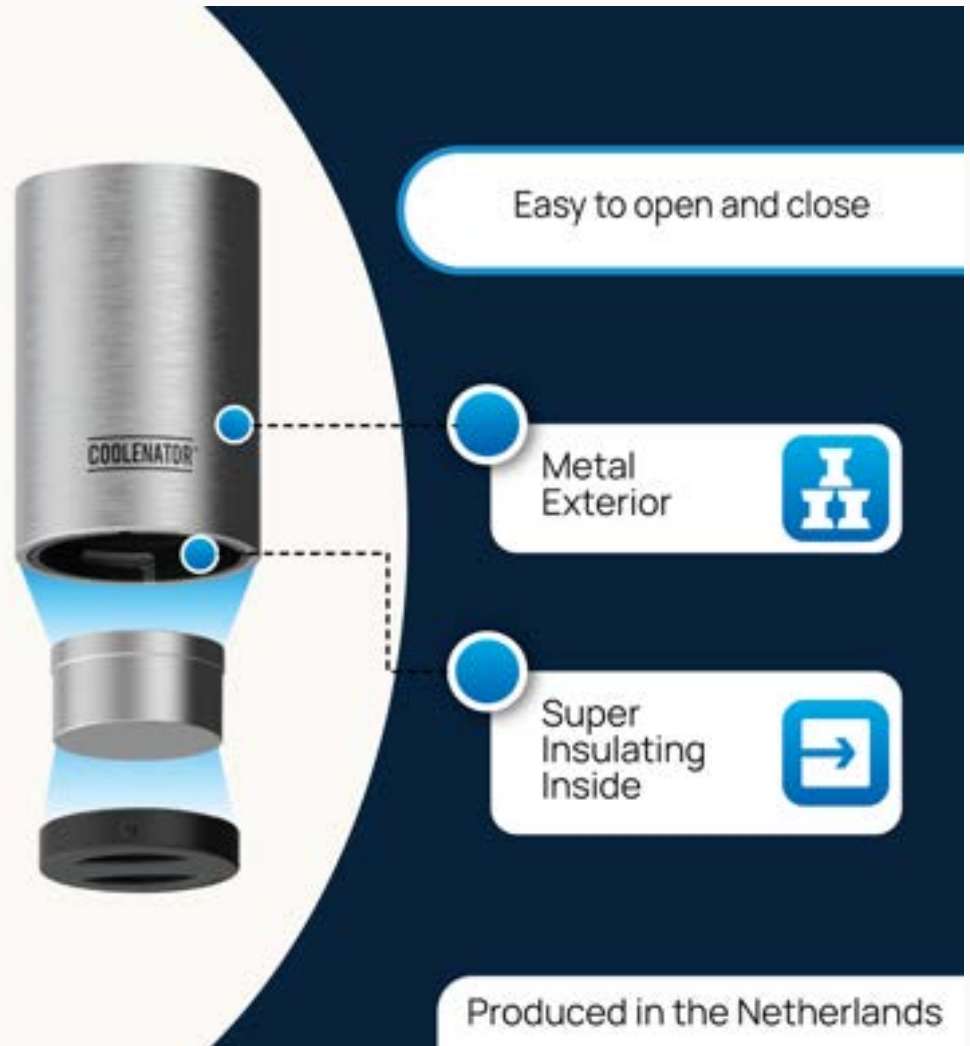 Easy to open and close
COOLENATOR
Metal
Exterior
Super
Insulating
Inside
Produced in the Netherlands